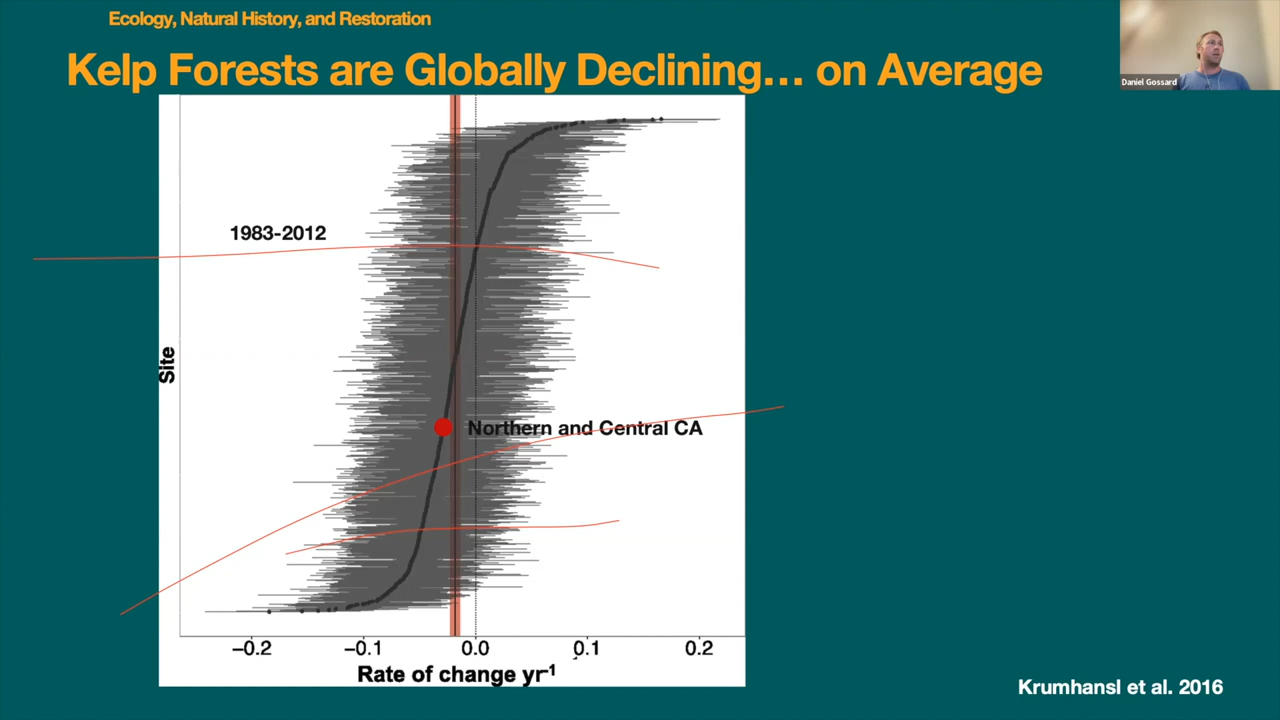 Ecology, Natural History, and Restoration
Kelp Forests are Globally Declining... on Average
Daniel Gossard
1983-2012
Site
Northern and Central CA
−0.2 −0.1 0.0 0.1 0.2
Rate of change yr⁻¹
Krumhansl et al. 2016